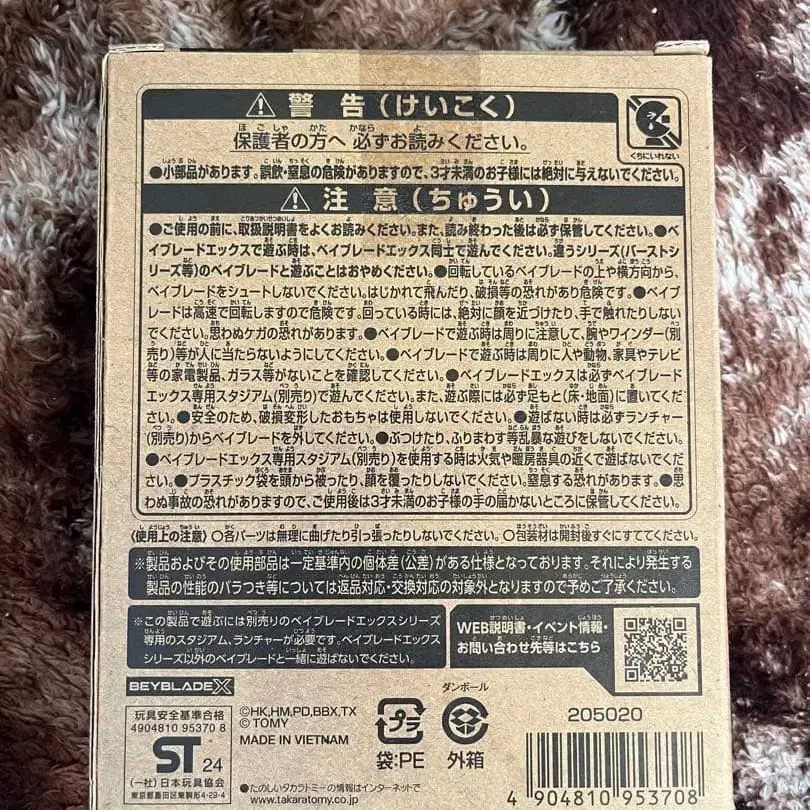 ⚠ 警告(けいこく)
保護者の方へ 必ずお読みください。
くちにいれない
●小部品があります。誤飲・窒息の危険がありますので、3才未満のお子様には絶対に与えないでください。
⚠ 注意(ちゅうい)
●ご使用の前に、取扱説明書をよくお読みください。また、読み終わった後は必ず保管してください。●ベ
イブレードエックスで遊ぶ時は、ベイブレードエックス同士で遊んでください。違うシリーズ(バーストシリ
ーズ等)のベイブレードと遊ぶことはおやめください。●回転しているベイブレードの上や横方向から、
ベイブレードをシュートしないでください。はじかれて飛んだり、破損等の恐れがあり危険です。●ベイブ
レードは高速で回転しますので危険です。回っている時には、絶対に顔を近づけたり、手で触れたりしない
でください。思わぬケガの恐れがあります。●ベイブレードで遊ぶ時は周りに注意して、腕やワインダー(別
売り)等が人に当たらないようにしてください。●ベイブレードで遊ぶ時は周りに人や動物、家具やテレビ
等の家電製品、ガラス等がないことを確認してください。●ベイブレードエックスは必ずベイブレード
エックス専用スタジアム(別売り)で遊んでください。また、遊ぶ際には必ず足もと(床・地面)に置いてくだ
さい。●安全のため、破損変形したおもちゃは使用しないでください。●遊ばない時は必ずランチャー
(別売り)からベイブレードを外してください。●ぶつけたり、ふりまわす等乱暴な遊びをしないでください。
●ベイブレードエックス専用スタジアム(別売り)を使用する時は火気や暖房器具の近くで遊ばないでくだ
さい。●プラスチック袋を頭から被ったり、顔を覆ったりしないでください。窒息する恐れがあります。●思
わぬ事故の恐れがありますので、ご使用後は3才未満のお子様の手の届かないところに保管してください。
〈使用上の注意〉○各パーツは無理に曲げたり引っ張ったりしないでください。○包装材は開封後すぐにすててください。
※製品およびその使用部品は一定基準内の個体差(公差)がある仕様となっております。それにより発生する
製品の性能のバラつき等については返品対応・交換対応の対象外となりますので予めご了承ください。
※この製品で遊ぶには別売りのベイブレードエックスシリーズ
専用のスタジアム、ランチャーが必要です。ベイブレードエックス
シリーズ以外のベイブレードと一緒に遊ばないでください。
WEB説明書・イベント情報・
お問い合わせ先等はこちら
BEYBLADE X
玩具安全基準合格
4904810 95370 8
ST 24
(一社)日本玩具協会
東京都墨田区東駒形4-22-4
©HK,HM,PD,BBX,TX
© TOMY
MADE IN VIETNAM
プラ
袋:PE
ダンボール
外箱
205020
●たのしいタカラトミーの情報はインターネットで
www.takaratomy.co.jp
4 904810 953708